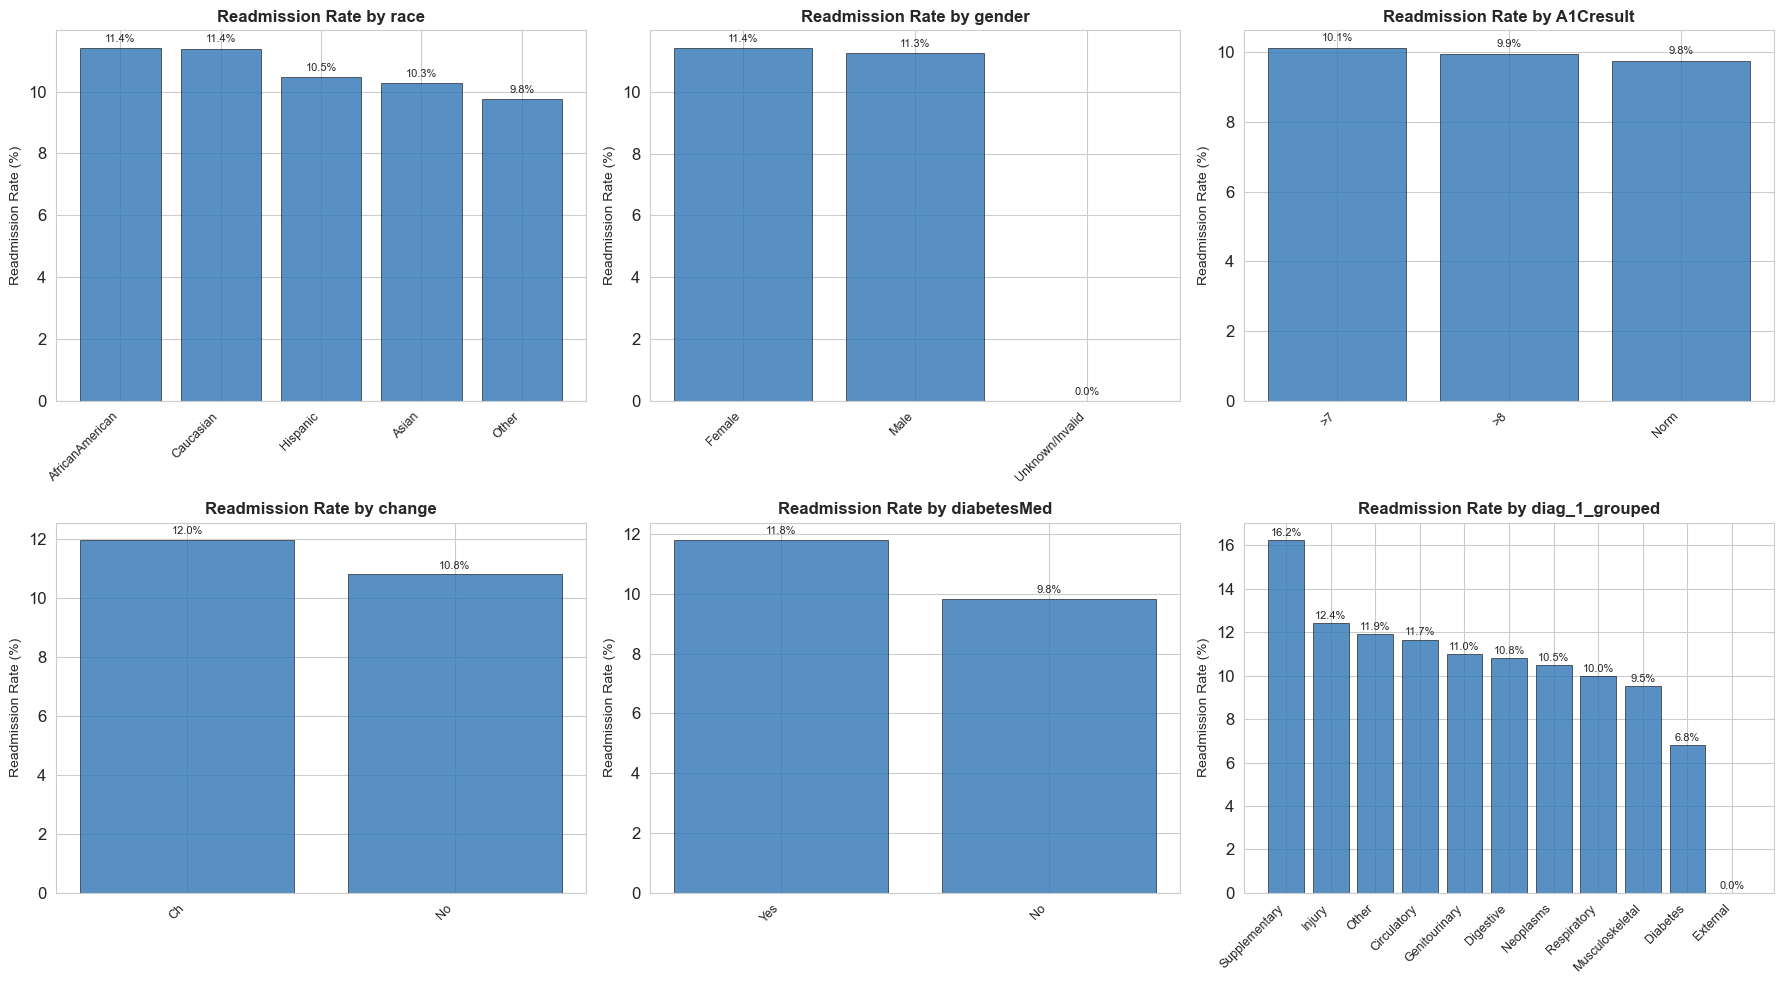 Readmission Rate by race
Readmission Rate (%)
10
8
6
4
2
0
11.4%
11.4%
10.5%
10.3%
9.8%
AfricanAmerican
Caucasian
Hispanic
Asian
Other
Readmission Rate by gender
Readmission Rate (%)
10
8
6
4
2
0
11.4%
11.3%
0.0%
Female
Male
Unknown/Invalid
Readmission Rate by A1Cresult
Readmission Rate (%)
10
8
6
4
2
0
10.1%
9.9%
9.8%
>7
>8
Norm
Readmission Rate by change
Readmission Rate (%)
12
10
8
6
4
2
0
12.0%
10.8%
Ch
No
Readmission Rate by diabetesMed
Readmission Rate (%)
12
10
8
6
4
2
0
11.8%
9.8%
Yes
No
Readmission Rate by diag_1_grouped
Readmission Rate (%)
16
14
12
10
8
6
4
2
0
16.2%
12.4%
11.9%
11.7%
11.0%
10.8%
10.5%
10.0%
9.5%
6.8%
0.0%
Supplementary
Injury
Other
Circulatory
Genitourinary
Digestive
Neoplasms
Respiratory
Musculoskeletal
Diabetes
External